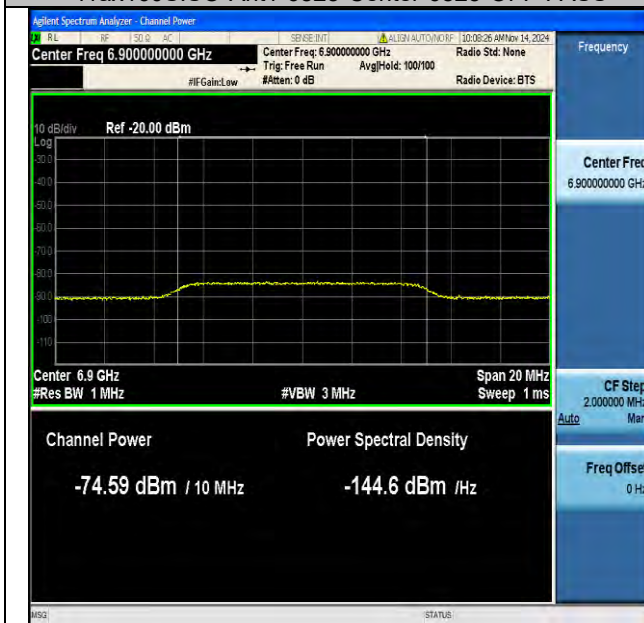 Agilent Spectrum Analyzer - Channel Power
RL RF 50 Ω AC SENSE:INT ALIGN AUTO/NO RF 10:08:26 AM Nov 14, 2024
Center Freq 6.900000000 GHz
Center Freq: 6.900000000 GHz
Radio Std: None
Trig: Free Run Avg|Hold: 100/100
#IFGain:Low
#Atten: 0 dB
Radio Device: BTS
Frequency
10 dB/div Ref -20.00 dBm
Log
-30.0
-40.0
-50.0
-60.0
-70.0
-80.0
-90.0
-100
-110
Center 6.9 GHz
Span 20 MHz
#Res BW 1 MHz
#VBW 3 MHz
Sweep 1 ms
Channel Power
Power Spectral Density
-74.59 dBm / 10 MHz
-144.6 dBm /Hz
Center Freq
6.900000000 GHz
CF Step
2.000000 MHz
Auto Man
Freq Offset
0 Hz
MSG
STATUS